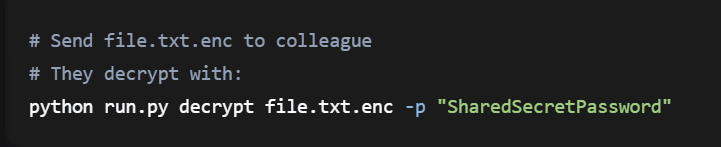 # Send file.txt.enc to colleague
# They decrypt with:
python run.py decrypt file.txt.enc -p "SharedSecretPassword"